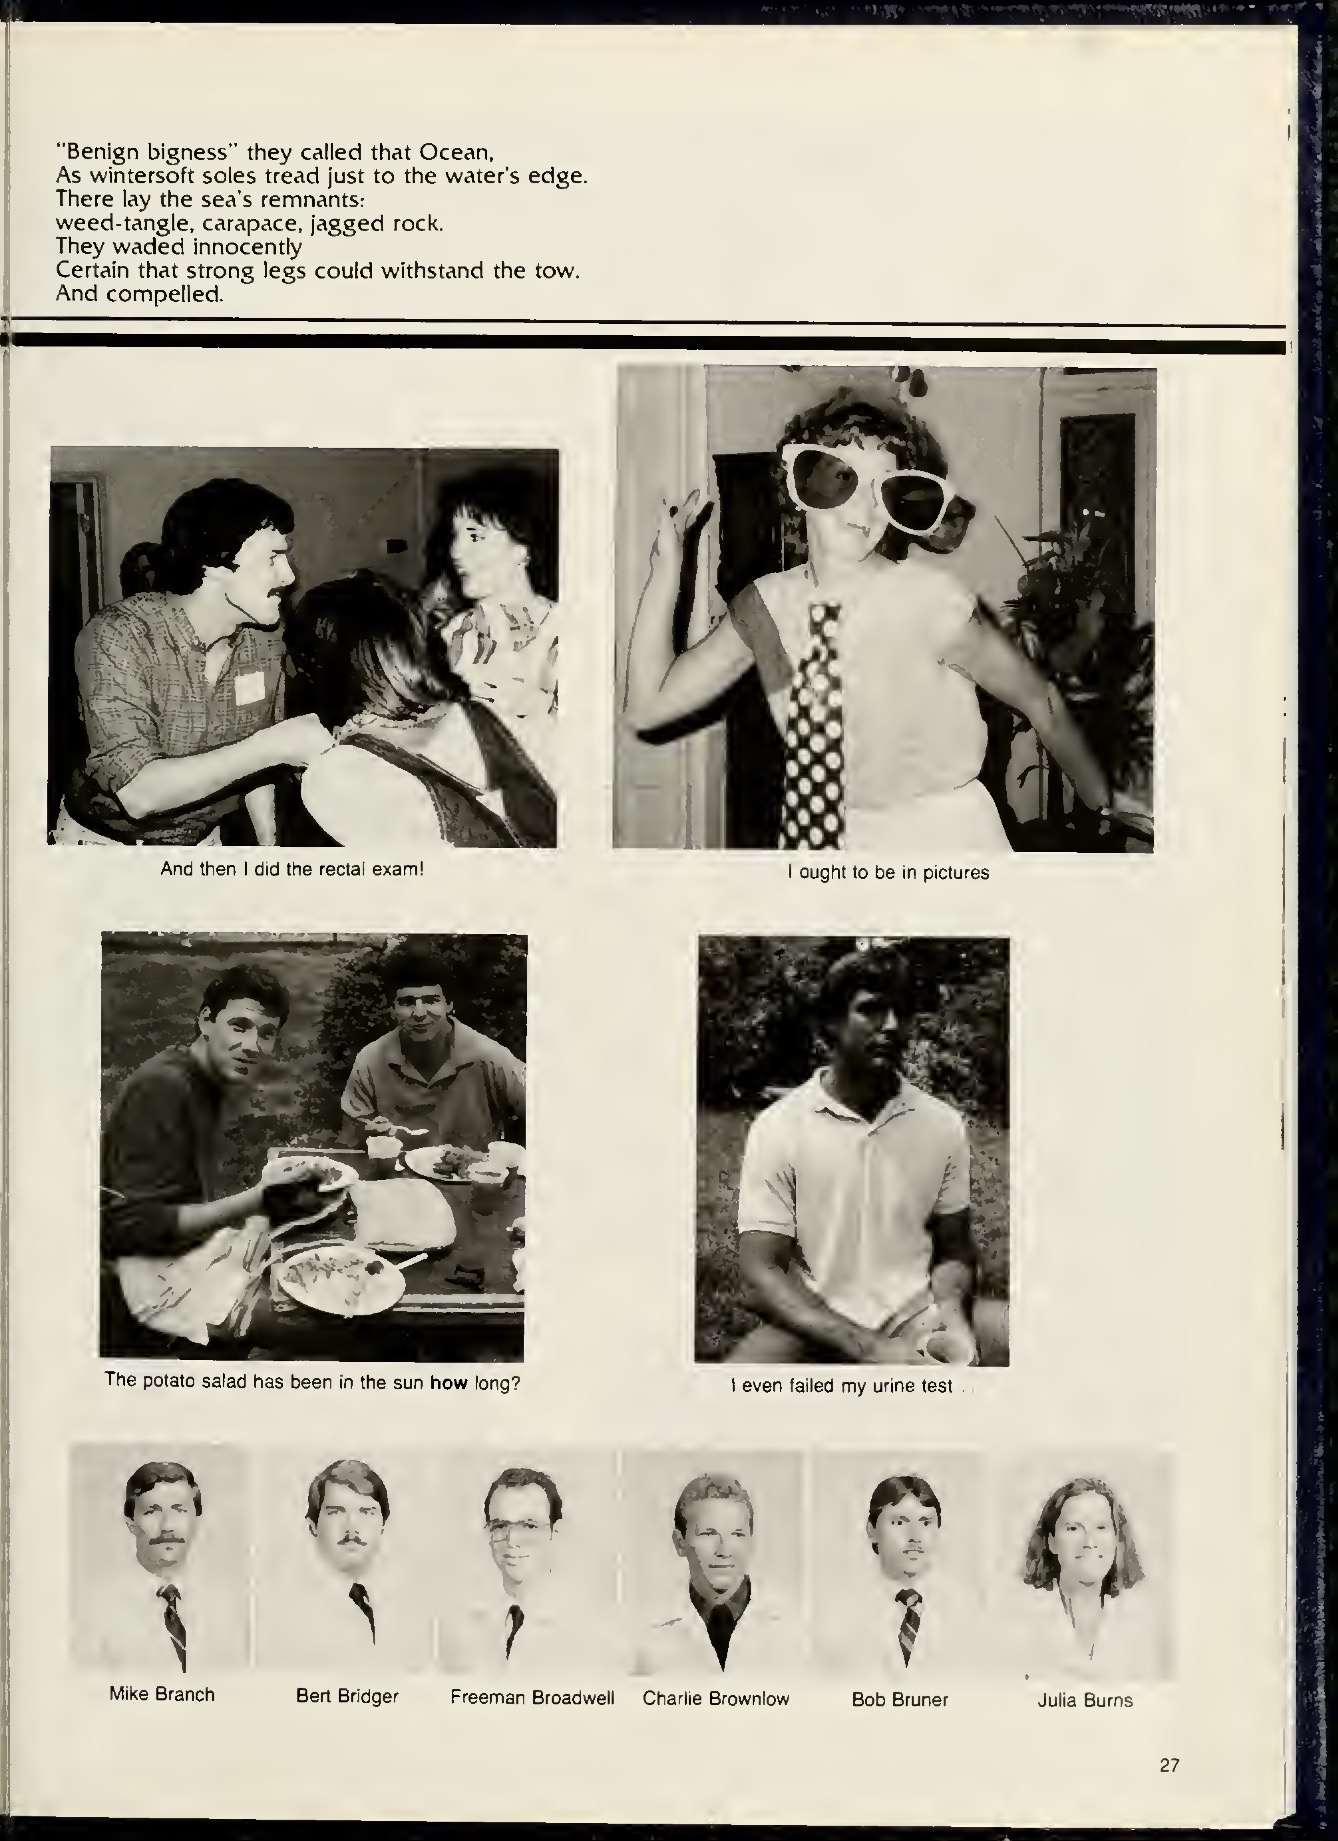 "Benign bigness" they called that Ocean,
As wintersoft soles tread just to the water's edge.
There lay the sea's remnants:
weed-tangle, carapace, jagged rock.
They waded innocently
Certain that strong legs could withstand the tow.
And compelled.
And then I did the rectal exam!
I ought to be in pictures
The potato salad has been in the sun how long?
I even failed my urine test . .
Mike Branch
Bert Bridger
Freeman Broadwell
Charlie Brownlow
Bob Bruner
Julia Burns
27